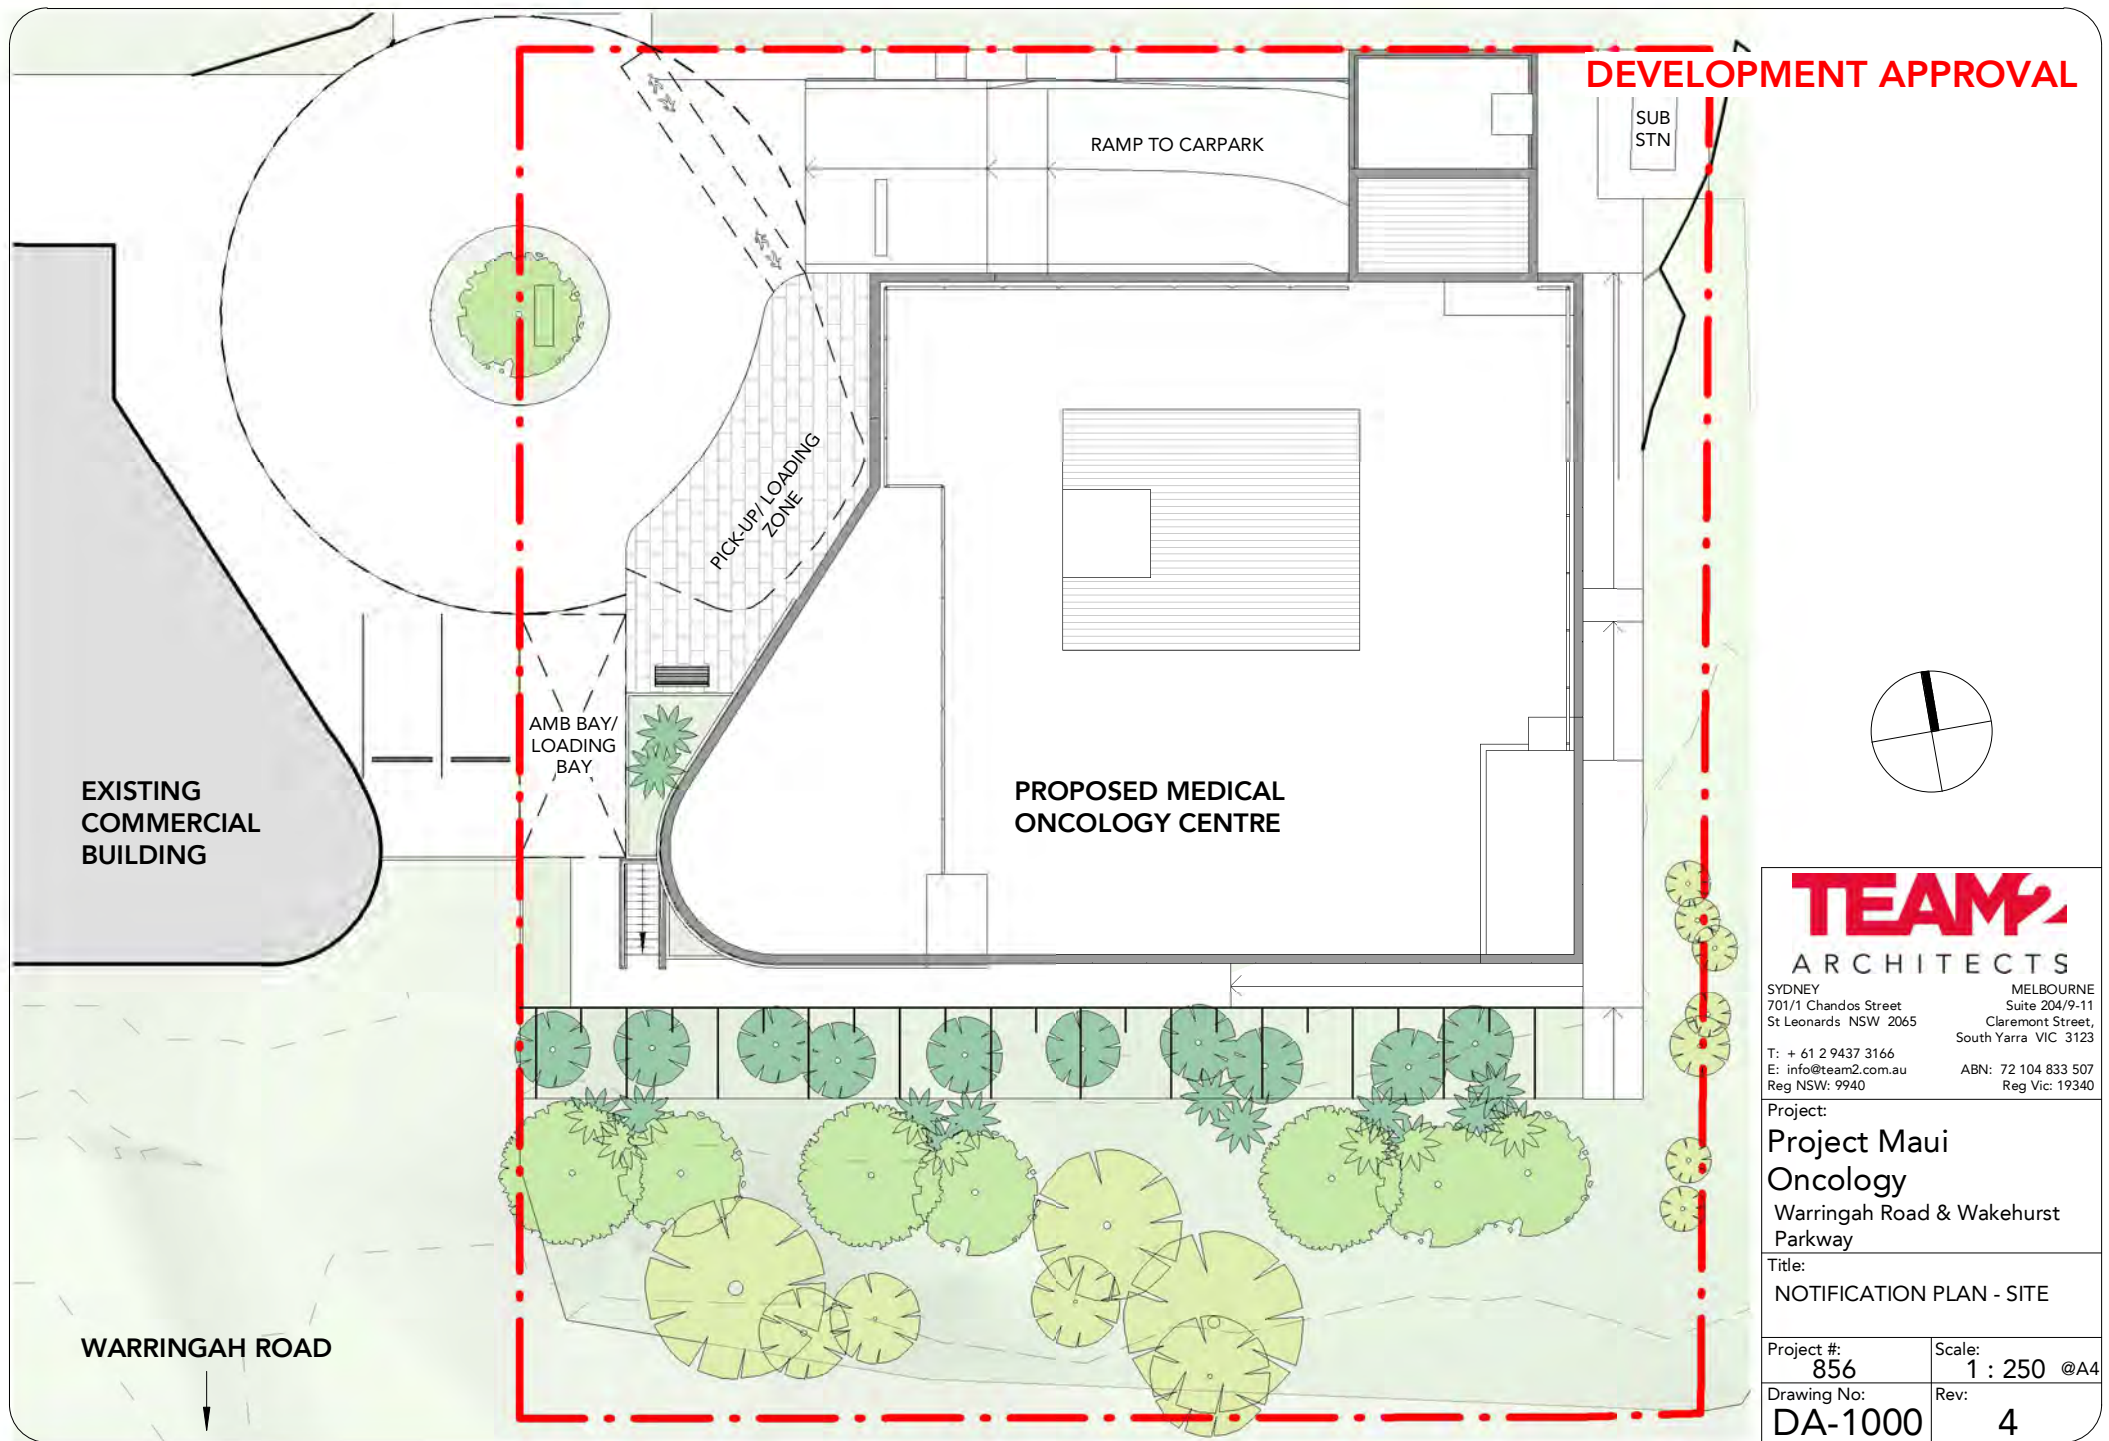 DEVELOPMENT APPROVAL
SUB
STN
RAMP TO CARPARK
PICK-UP/ LOADING
ZONE
AMB BAY/
LOADING
BAY
EXISTING
COMMERCIAL
BUILDING
PROPOSED MEDICAL
ONCOLOGY CENTRE
WARRINGAH ROAD
TEAM2
ARCHITECTS
SYDNEY
701/1 Chandos Street
St Leonards NSW 2065
T: + 61 2 9437 3166
E: info@team2.com.au
Reg NSW: 9940
MELBOURNE
Suite 204/9-11
Claremont Street,
South Yarra VIC 3123
ABN: 72 104 833 507
Reg Vic: 19340
Project:
Project Maui
Oncology
Warringah Road & Wakehurst
Parkway
Title:
NOTIFICATION PLAN - SITE
Project #:
856
Scale:
1 : 250 @A4
Drawing No:
DA-1000
Rev:
4